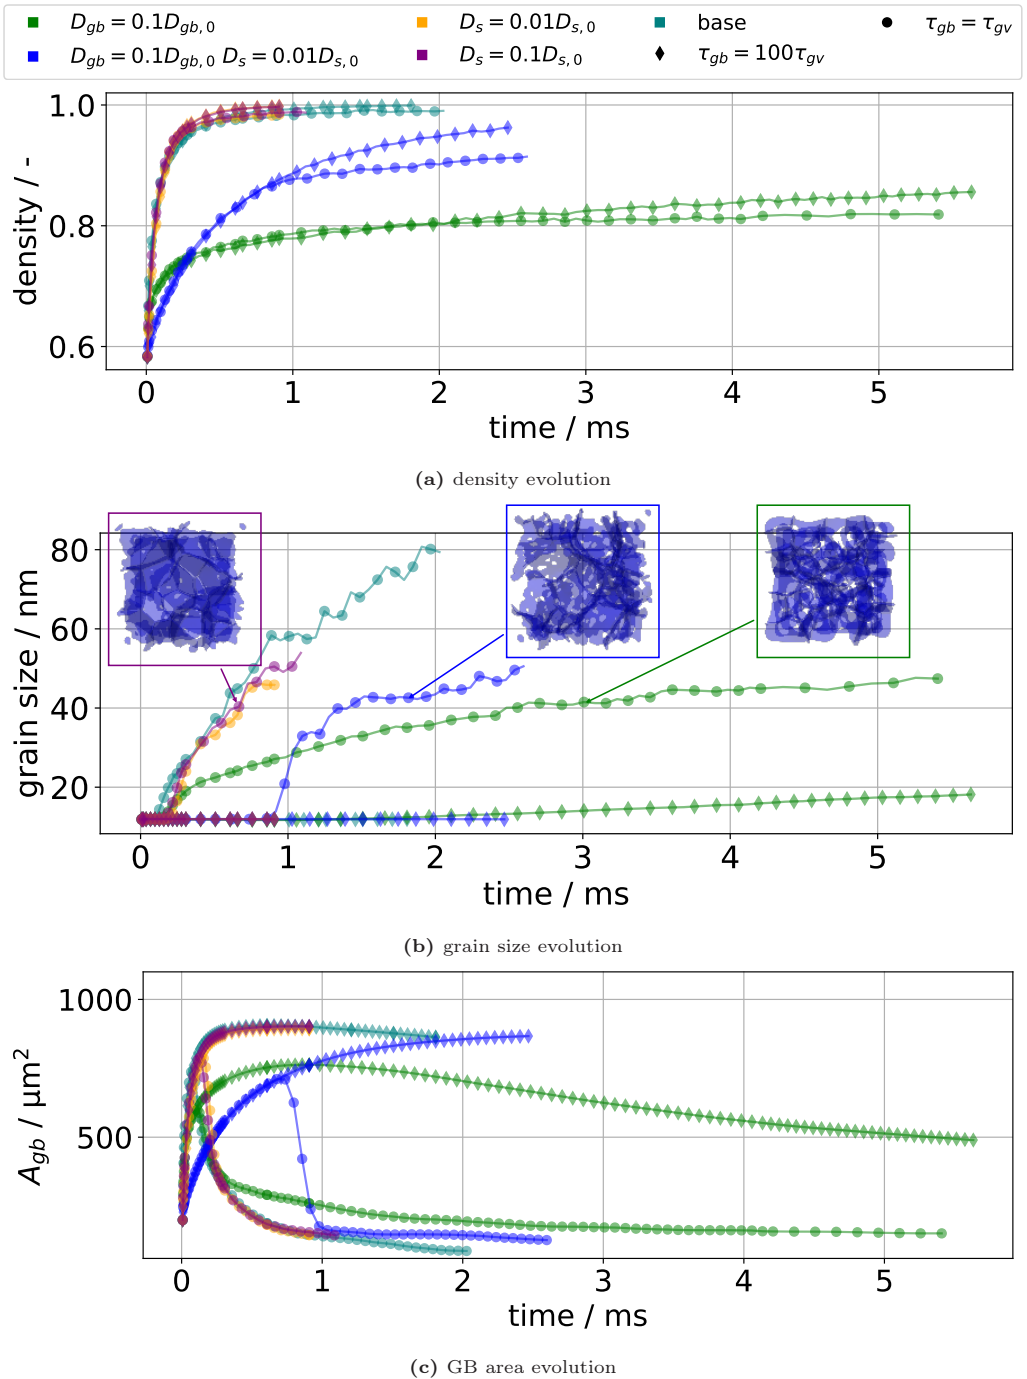 D_gb = 0.1D_gb,0 D_s = 0.01D_s,0 base τ_gb = τ_gv
D_gb = 0.1D_gb,0 D_s = 0.01D_s,0 D_s = 0.1D_s,0 τ_gb = 100τ_gv
1.0
0.8
0.6
density / -
0 1 2 3 4 5
time / ms
(a) density evolution
80
60
40
20
grain size / nm
0 1 2 3 4 5
time / ms
(b) grain size evolution
1000
500
A_gb / μm²
0 1 2 3 4 5
time / ms
(c) GB area evolution